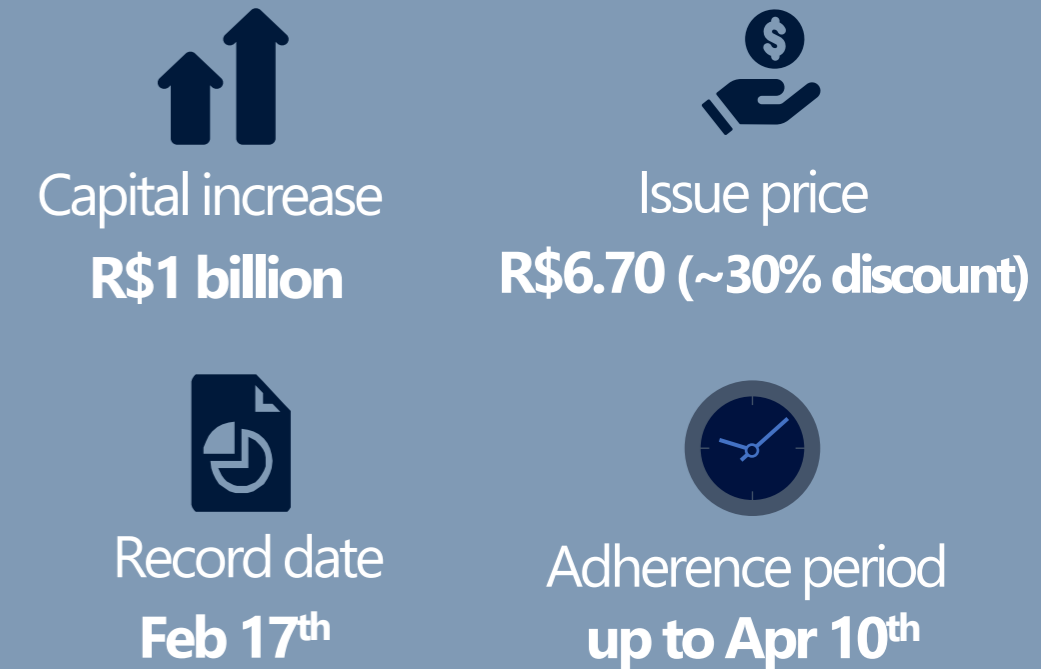 Capital increase
R$1 billion
Issue price
R$6.70 (~30% discount)
Record date
Feb 17th
Adherence period
up to Apr 10th